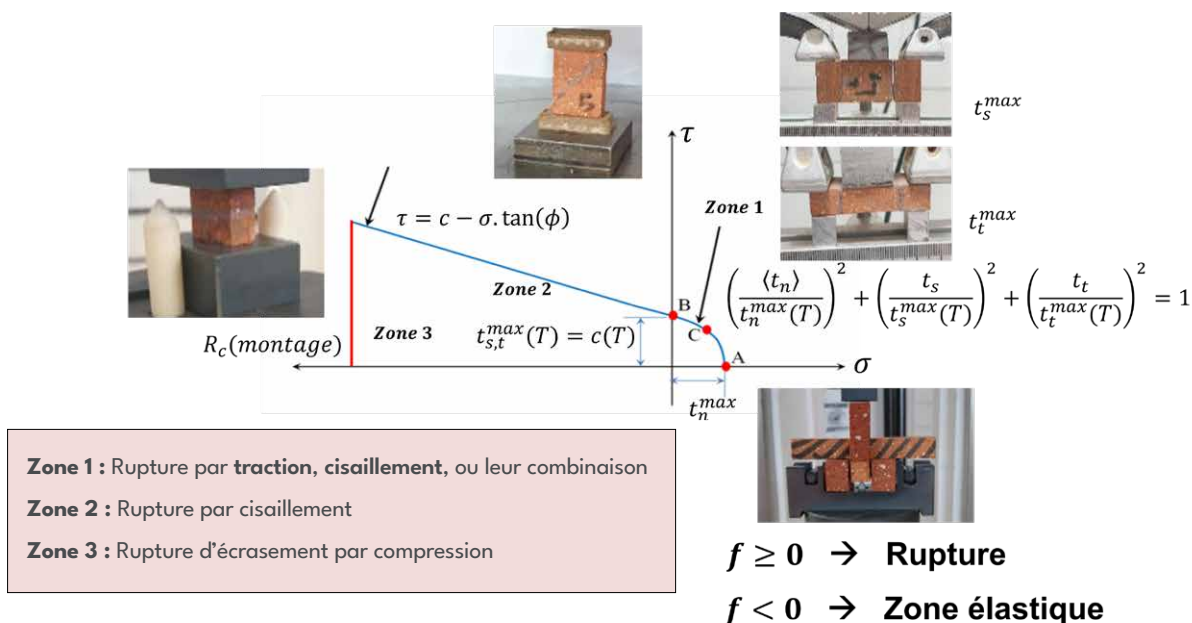 τ
t_s^{max}
t_t^{max}
τ = c − σ.tan(ϕ)
Zone 1
Zone 2
B
C
A
(⟨t_n⟩ / t_n^{max}(T))^2 + (t_s / t_s^{max}(T))^2 + (t_t / t_t^{max}(T))^2 = 1
Zone 3
t_{s,t}^{max}(T) = c(T)
R_c(montage)
σ
t_n^{max}
Zone 1 : Rupture par traction, cisaillement, ou leur combinaison
Zone 2 : Rupture par cisaillement
Zone 3 : Rupture d’écrasement par compression
f ≥ 0 → Rupture
f < 0 → Zone élastique